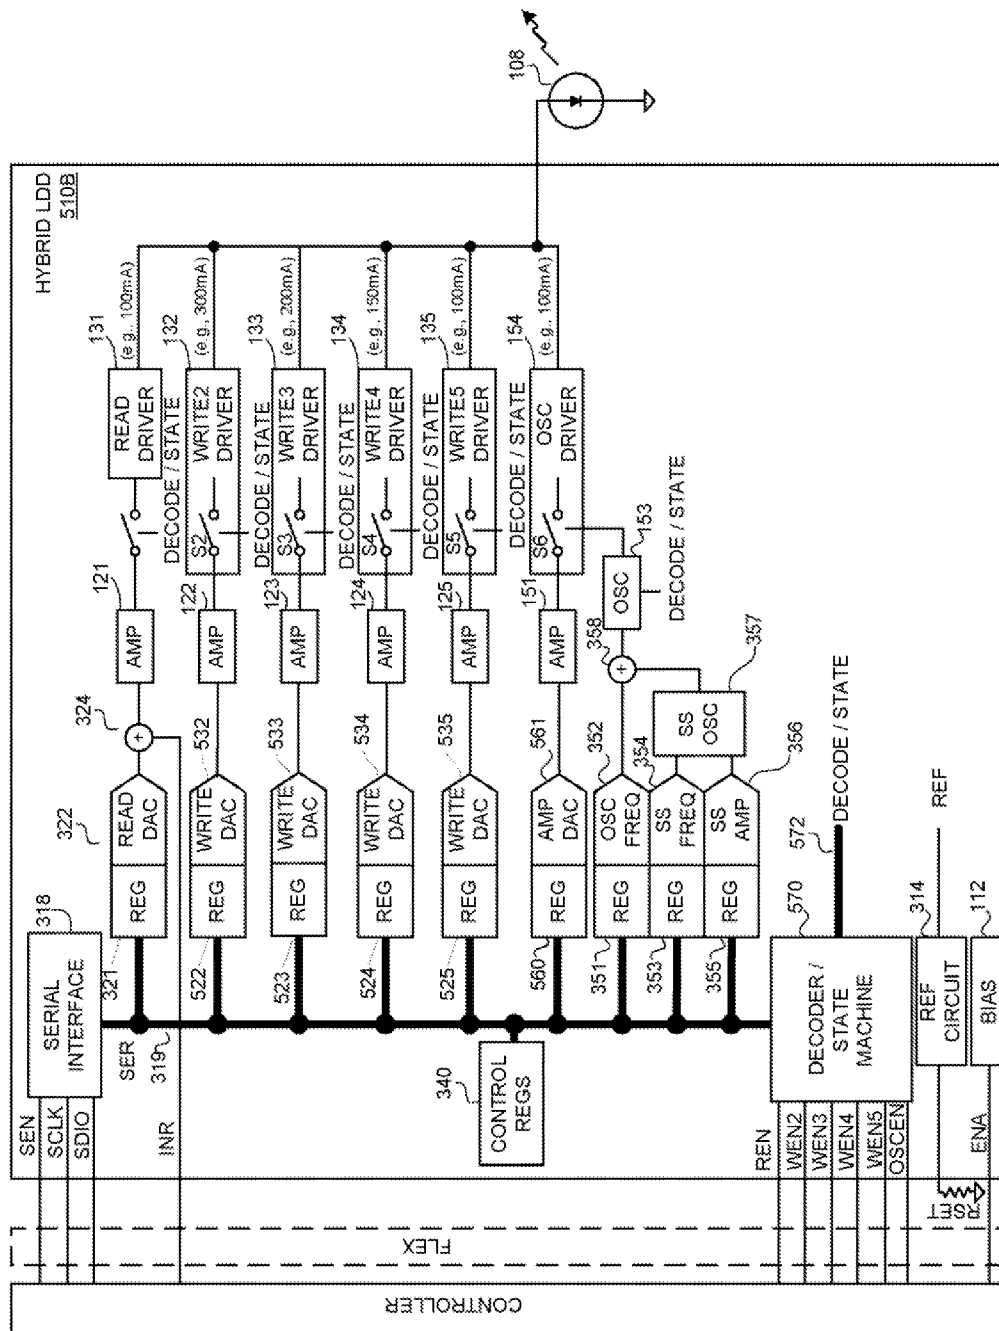 HYBRID LDD
510B
108
CONTROLLER
FLEX
SEN
SCLK
SDIO
INR
SERIAL
INTERFACE
318
SER
319
321
REG
READ
DAC
322
324
+
AMP
121
READ
DRIVER
131
(e.g., 100mA)
DECODE / STATE
522
REG
WRITE
DAC
532
AMP
122
S2
WRITE2
DRIVER
132
(e.g., 300mA)
DECODE / STATE
523
REG
WRITE
DAC
533
AMP
123
S3
WRITE3
DRIVER
133
(e.g., 200mA)
DECODE / STATE
524
REG
WRITE
DAC
534
AMP
124
S4
WRITE4
DRIVER
134
(e.g., 150mA)
DECODE / STATE
525
REG
WRITE
DAC
535
AMP
125
S5
WRITE5
DRIVER
135
(e.g., 100mA)
DECODE / STATE
340
CONTROL
REGS
560
REG
AMP
DAC
561
AMP
151
S6
OSC
DRIVER
154
(e.g., 100mA)
351
REG
OSC
FREQ
352
358
+
OSC
153
DECODE / STATE
353
REG
SS
FREQ
354
SS
OSC
357
355
REG
SS
AMP
356
REN
WEN2
WEN3
WEN4
WEN5
OSCEN
DECODER /
STATE
MACHINE
570
572
DECODE / STATE
RSET
REF
CIRCUIT
314
REF
ENA
BIAS
112